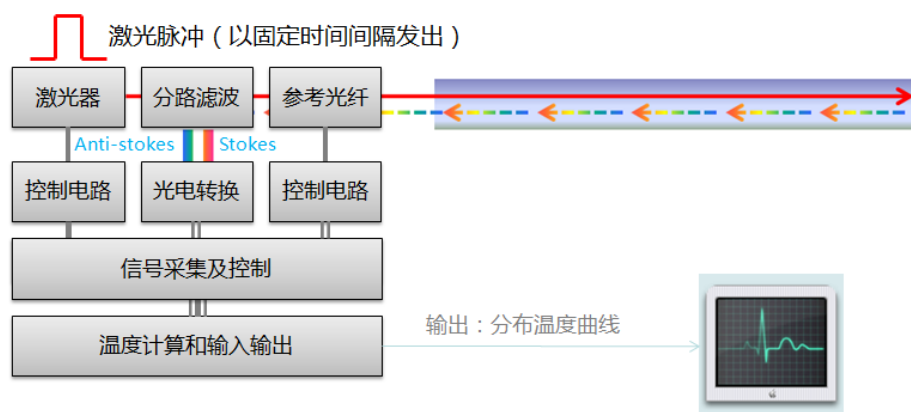 激光脉冲（以固定时间间隔发出）
激光器
分路滤波
参考光纤
Anti-stokes
Stokes
控制电路
光电转换
控制电路
信号采集及控制
温度计算和输入输出
输出：分布温度曲线